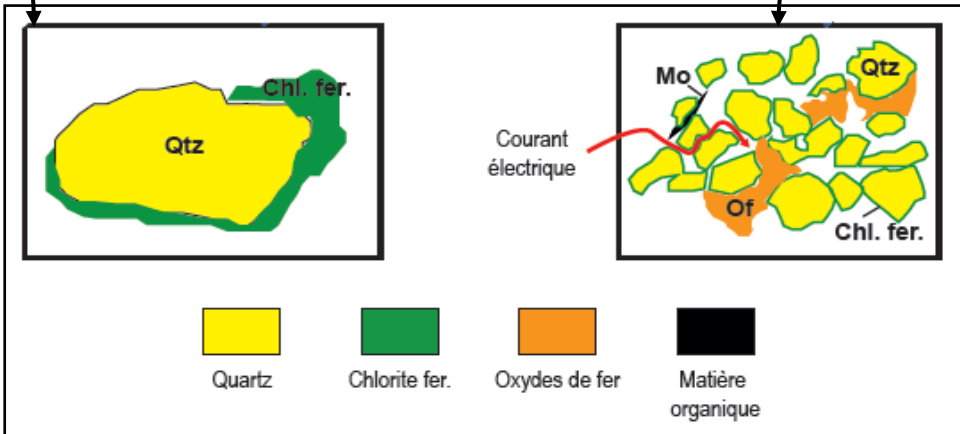 Chl. fer.
Qtz
Mo
Qtz
Courant
électrique
Of
Chl. fer.
Quartz
Chlorite fer.
Oxydes de fer
Matière
organique